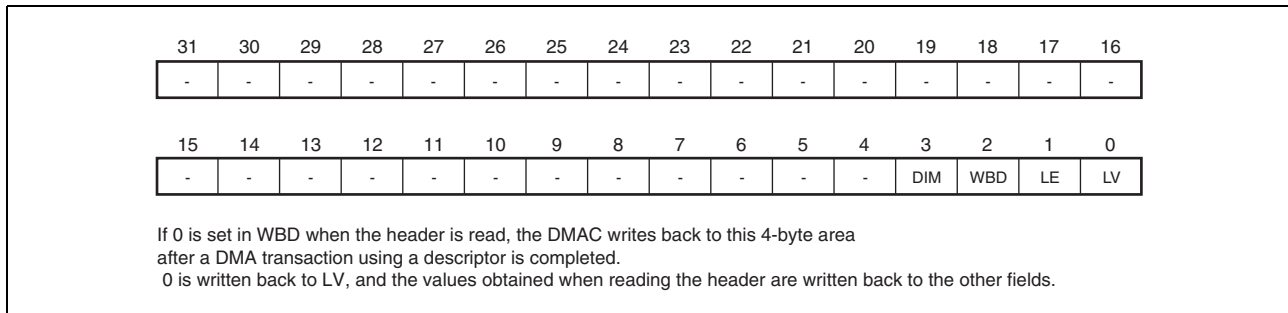 31 30 29 28 27 26 25 24 23 22 21 20 19 18 17 16
- - - - - - - - - - - - - - - -
15 14 13 12 11 10 9 8 7 6 5 4 3 2 1 0
- - - - - - - - - - - - DIM WBD LE LV
If 0 is set in WBD when the header is read, the DMAC writes back to this 4-byte area
after a DMA transaction using a descriptor is completed.
0 is written back to LV, and the values obtained when reading the header are written back to the other fields.